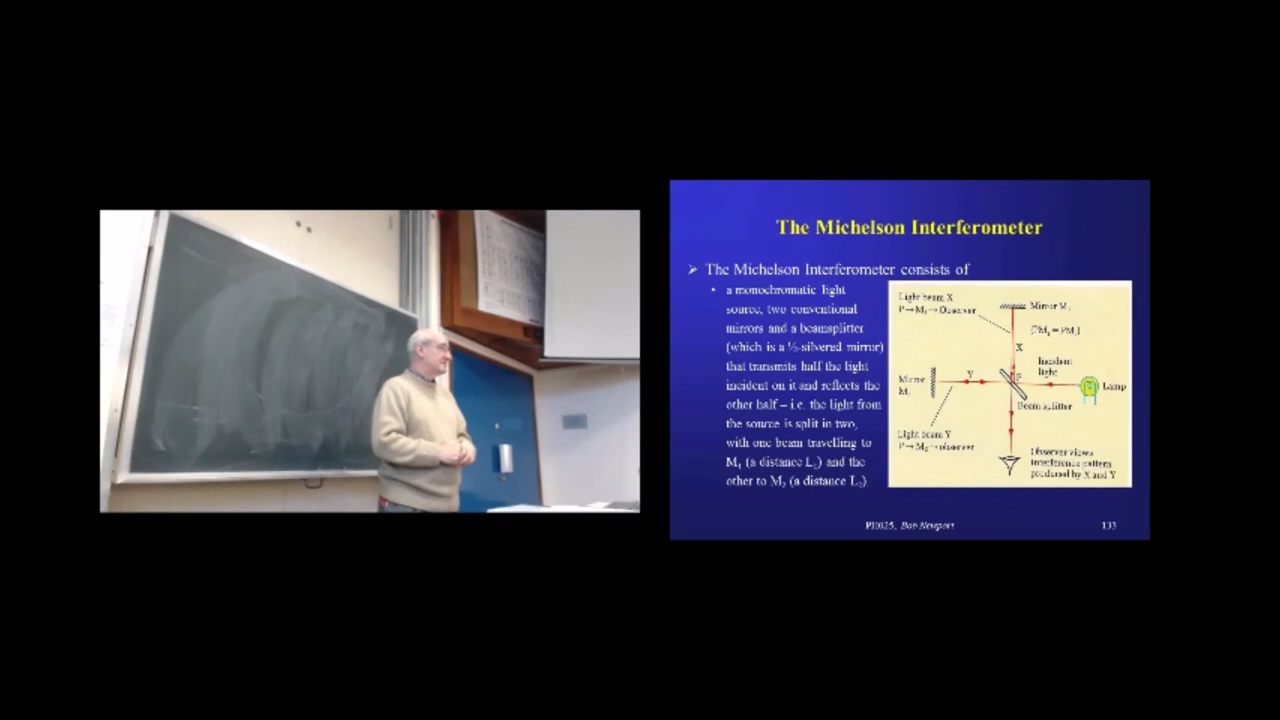 The Michelson Interferometer
➢ The Michelson Interferometer consists of
• a monochromatic light
source, two conventional
mirrors and a beamsplitter
(which is a ½-silvered mirror)
that transmits half the light
incident on it and reflects the
other half – i.e. the light from
the source is split in two,
with one beam travelling to
M₁ (a distance L₁) and the
other to M₂ (a distance L₂)
Light beam X
P→M₁→Observer
Mirror M₁
(PM₁ = PM₂)
X
Incident
light
Mirror
M₂
Y
P
Lamp
Beam splitter
Light beam Y
P→M₂→observer
Observer views
interference pattern
produced by X and Y
PH025, Bob Newport
133